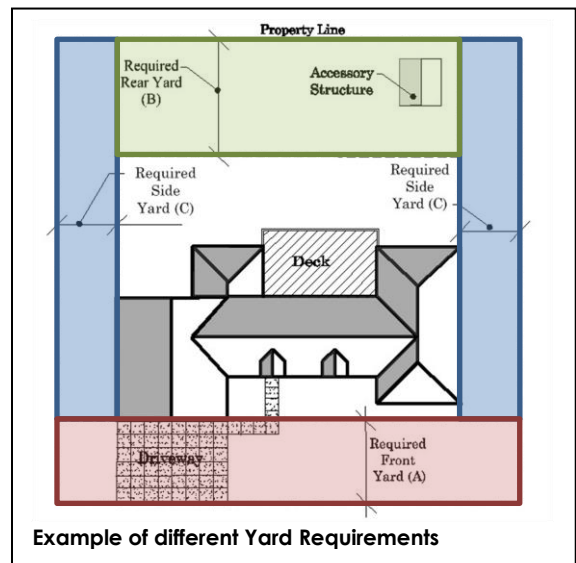 Property Line
Required
Rear Yard
(B)
Accessory
Structure
Required
Side
Yard (C)
Required
Side
Yard (C)
Deck
Driveway
Required
Front
Yard (A)
Example of different Yard Requirements